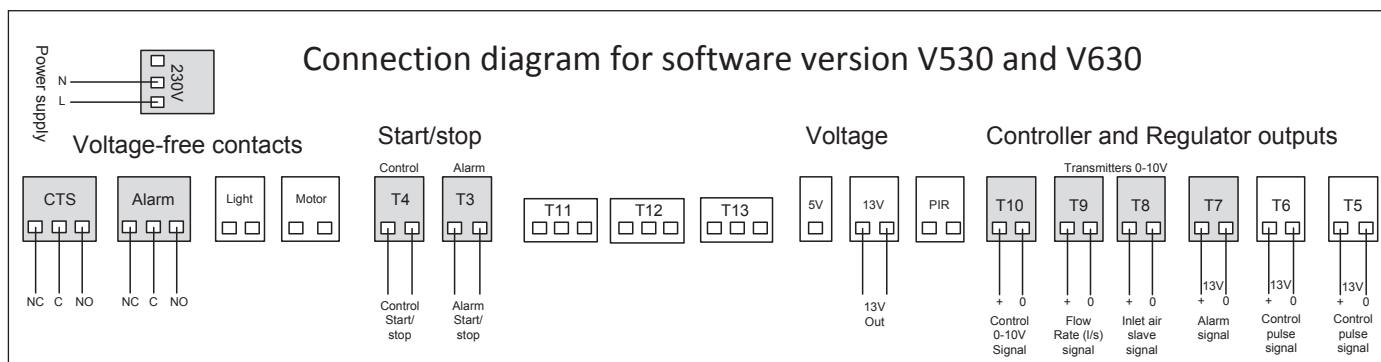 Connection diagram for software version V530 and V630
Power supply
N
L
230V
Voltage-free contacts
Start/stop
Voltage
Controller and Regulator outputs
Control
Alarm
Transmitters 0-10V
CTS
Alarm
Light
Motor
T4
T3
T11
T12
T13
5V
13V
PIR
T10
T9
T8
T7
T6
T5
NC C NO
NC C NO
Control
Start/
stop
Alarm
Start/
stop
13V
Out
+ 0
Control
0-10V
Signal
+ 0
Flow
Rate (l/s)
signal
+ 0
Inlet air
slave
signal
13V
+ 0
Alarm
signal
13V
+ 0
Control
pulse
signal
13V
+ 0
Control
pulse
signal